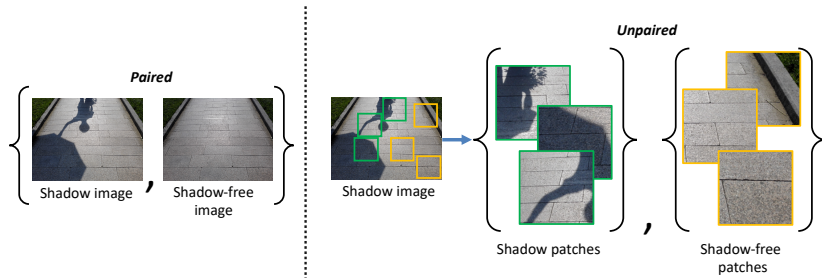 Paired
Shadow image
,
Shadow-free
image
Unpaired
Shadow image
Shadow patches
,
Shadow-free
patches